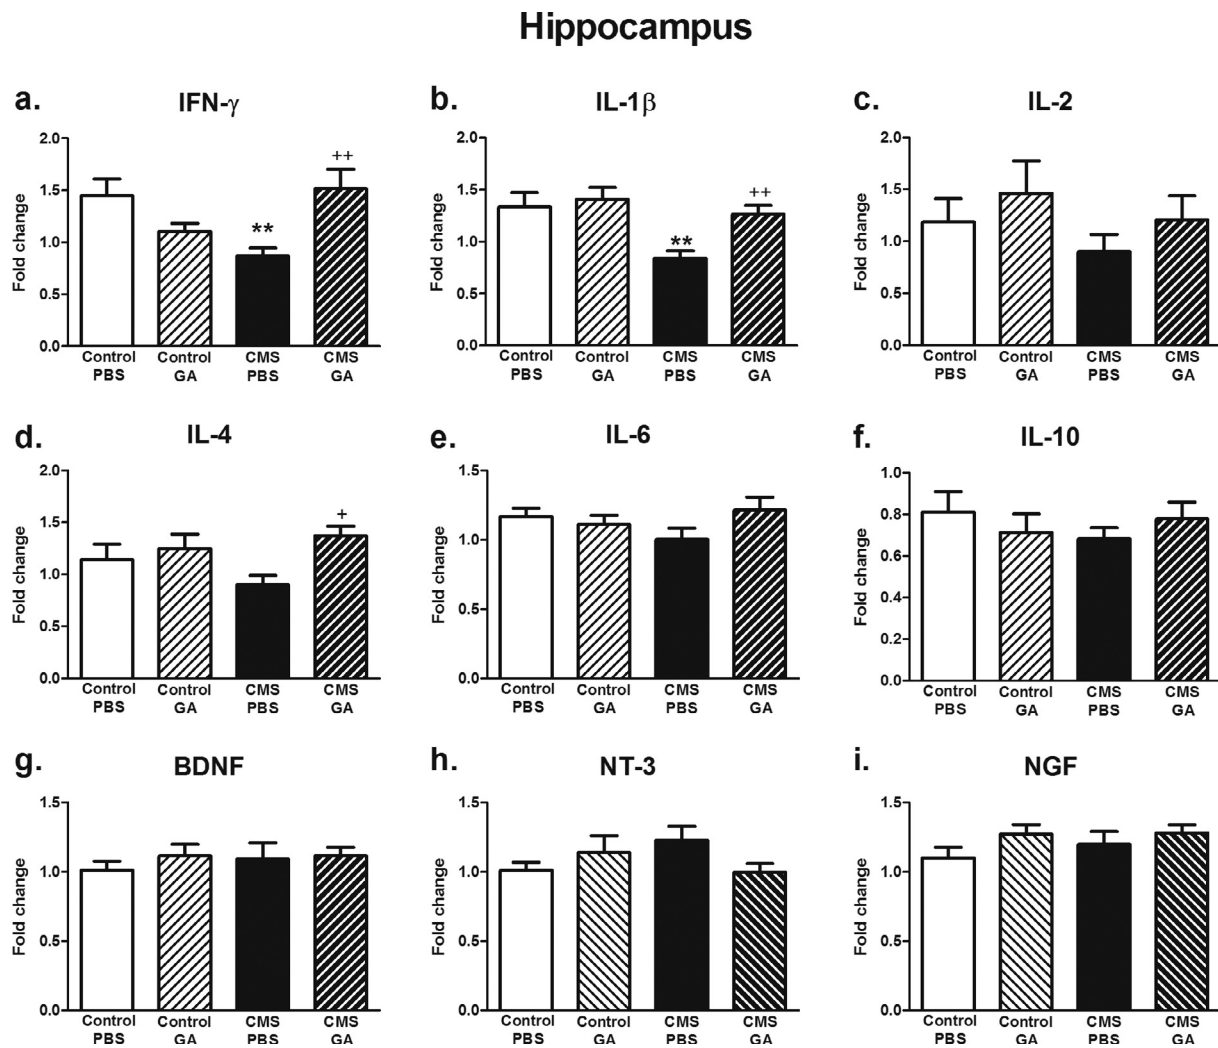 Hippocampus
a. IFN-γ
b. IL-1β
c. IL-2
2.0
1.5
1.0
0.5
0.0
Fold change
++
**
Control PBS
Control GA
CMS PBS
CMS GA
2.0
1.5
1.0
0.5
0.0
Fold change
**
++
Control PBS
Control GA
CMS PBS
CMS GA
2.0
1.5
1.0
0.5
0.0
Fold change
Control PBS
Control GA
CMS PBS
CMS GA
d. IL-4
e. IL-6
f. IL-10
2.0
1.5
1.0
0.5
0.0
Fold change
+
Control PBS
Control GA
CMS PBS
CMS GA
1.5
1.0
0.5
0.0
Fold change
Control PBS
Control GA
CMS PBS
CMS GA
1.0
0.8
0.6
0.4
0.2
0.0
Fold change
Control PBS
Control GA
CMS PBS
CMS GA
g. BDNF
h. NT-3
i. NGF
1.5
1.0
0.5
0.0
Fold change
Control PBS
Control GA
CMS PBS
CMS GA
1.5
1.0
0.5
0.0
Fold change
Control PBS
Control GA
CMS PBS
CMS GA
1.5
1.0
0.5
0.0
Fold change
Control PBS
Control GA
CMS PBS
CMS GA